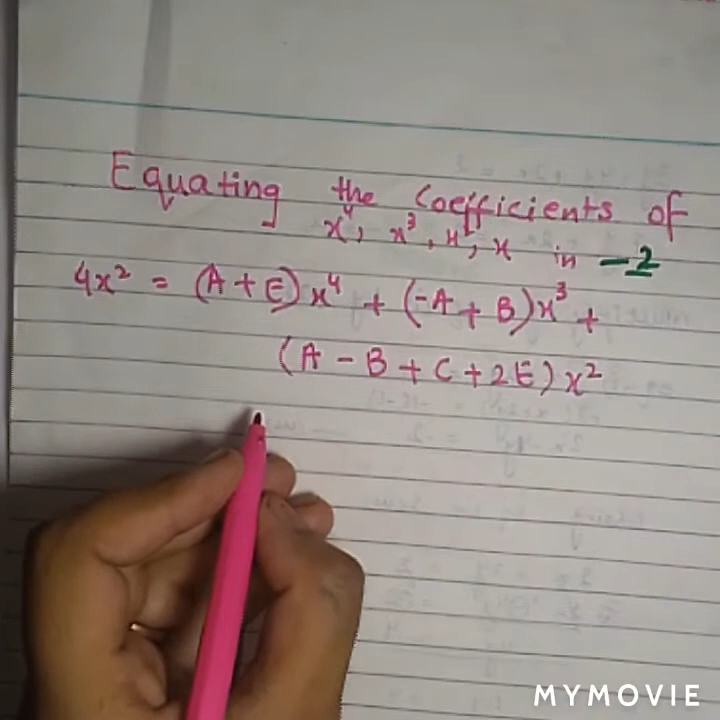 Equating the coefficients of
x⁴, x³, x², x in -2
4x² = (A + E)x⁴ + (-A + B)x³ +
(A - B + C + 2E)x²
MYMOVIE